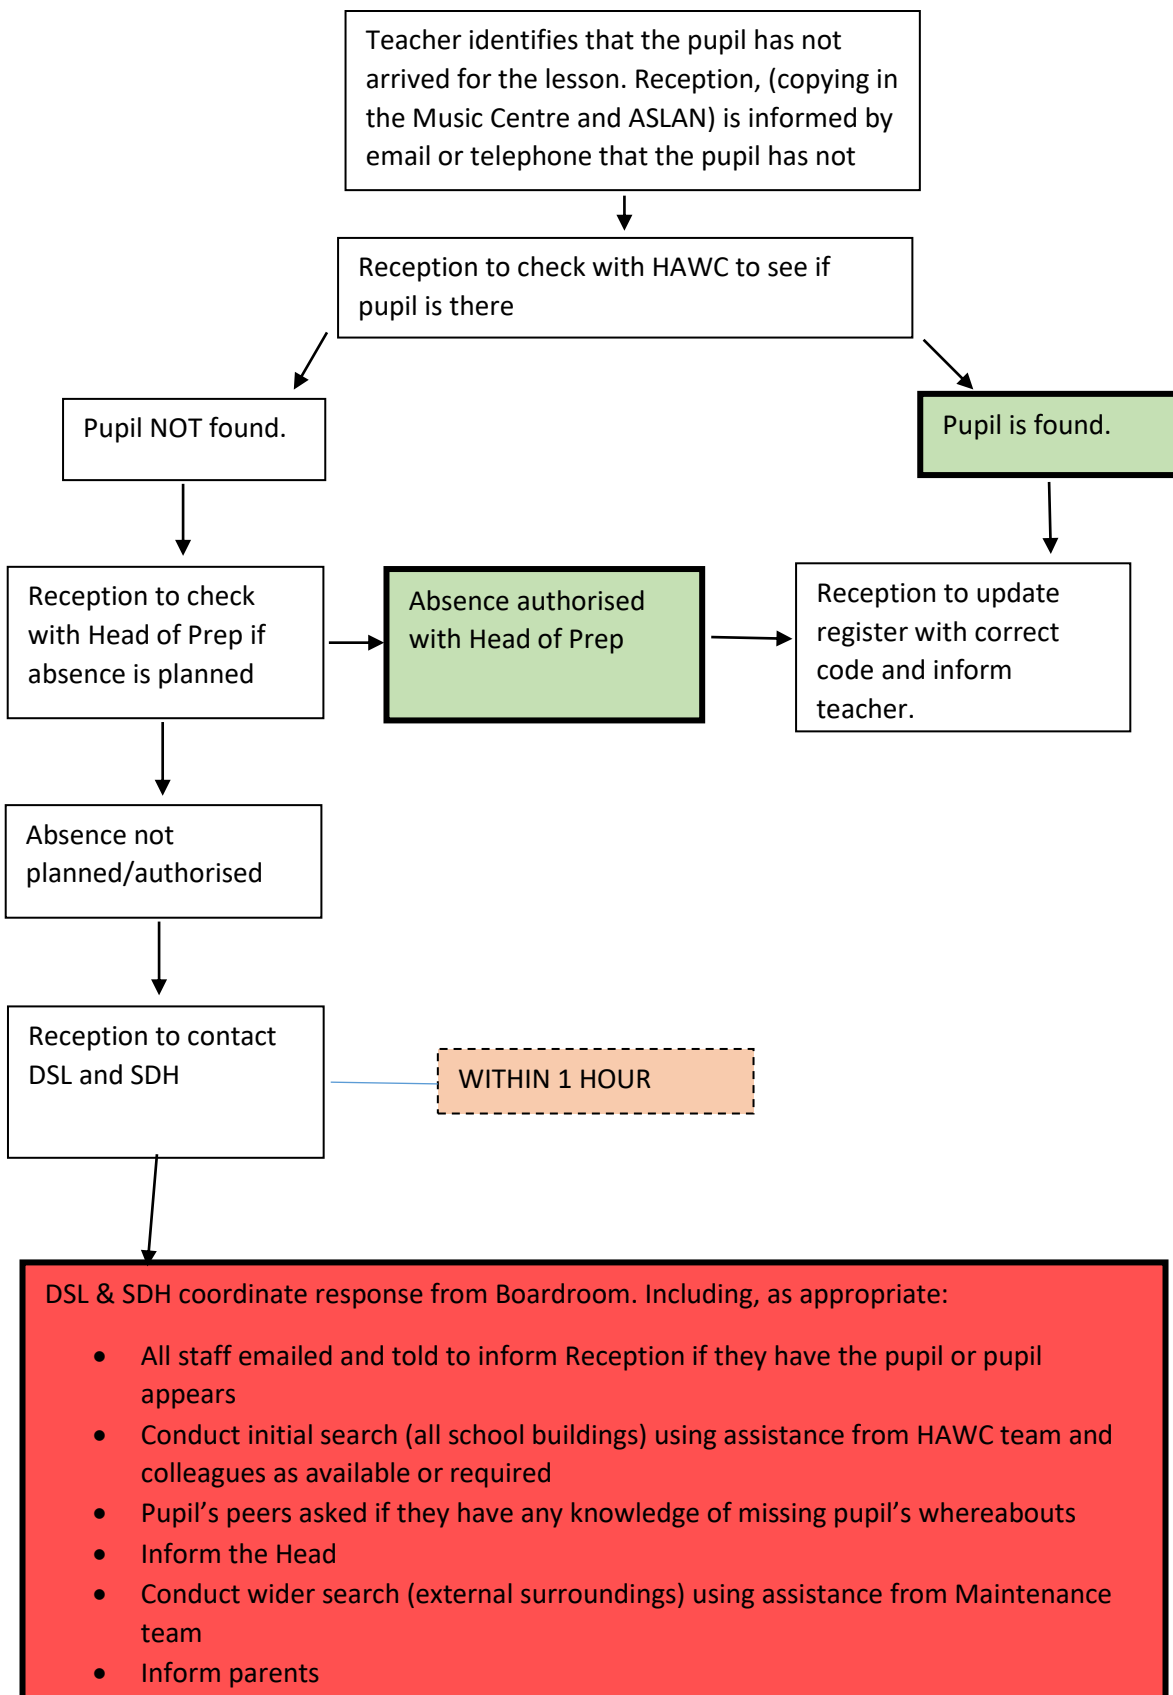 Teacher identifies that the pupil has not
arrived for the lesson. Reception, (copying in
the Music Centre and ASLAN) is informed by
email or telephone that the pupil has not
Reception to check with HAWC to see if
pupil is there
Pupil NOT found.
Pupil is found.
Reception to check
with Head of Prep if
absence is planned
Absence authorised
with Head of Prep
Reception to update
register with correct
code and inform
teacher.
Absence not
planned/authorised
Reception to contact
DSL and SDH
WITHIN 1 HOUR
DSL & SDH coordinate response from Boardroom. Including, as appropriate:
• All staff emailed and told to inform Reception if they have the pupil or pupil
appears
• Conduct initial search (all school buildings) using assistance from HAWC team and
colleagues as available or required
• Pupil’s peers asked if they have any knowledge of missing pupil’s whereabouts
• Inform the Head
• Conduct wider search (external surroundings) using assistance from Maintenance
team
• Inform parents